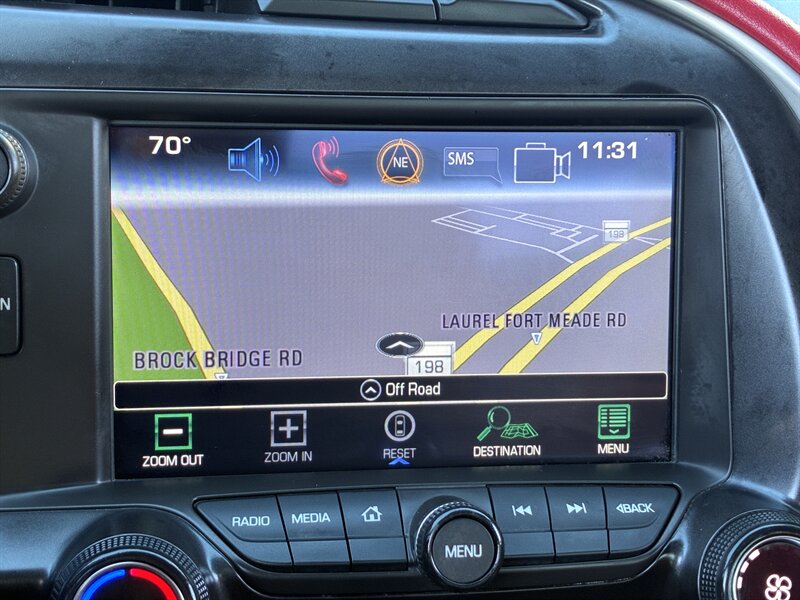 70° NE SMS 11:31
198
LAUREL FORT MEADE RD
BROCK BRIDGE RD
198
Off Road
ZOOM OUT ZOOM IN RESET DESTINATION MENU
N
RADIO MEDIA BACK
MENU